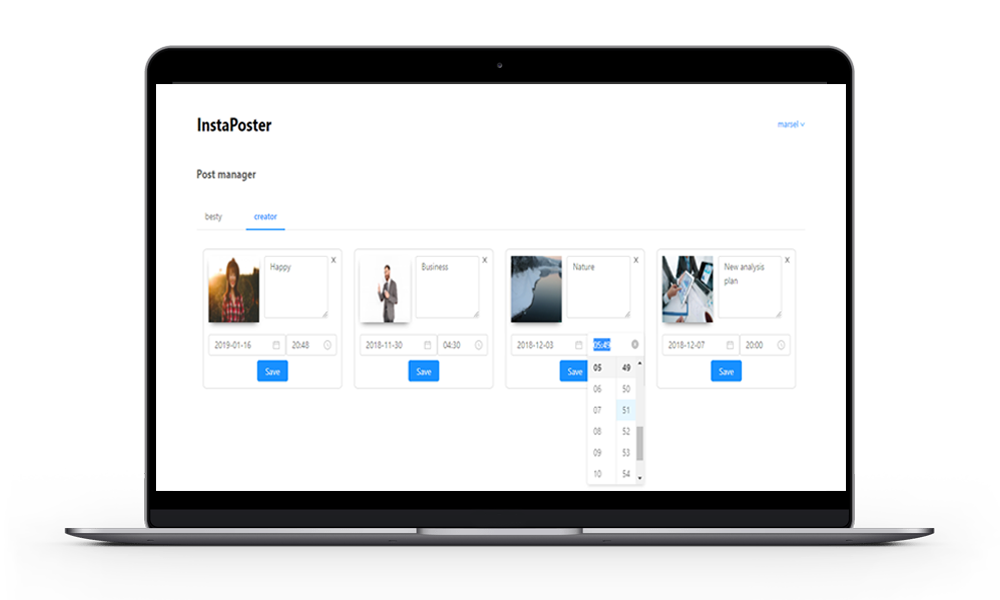 InstaPoster
marsel
Post manager
besty creator
Happy x
Business x
Nature x
New analysis x
plan
2019-01-16 20:48
2018-11-30 04:30
2018-12-03 05:49
2018-12-07 20:00
Save
Save
Save
Save
05 49
06 50
07 51
08 52
09 53
10 54